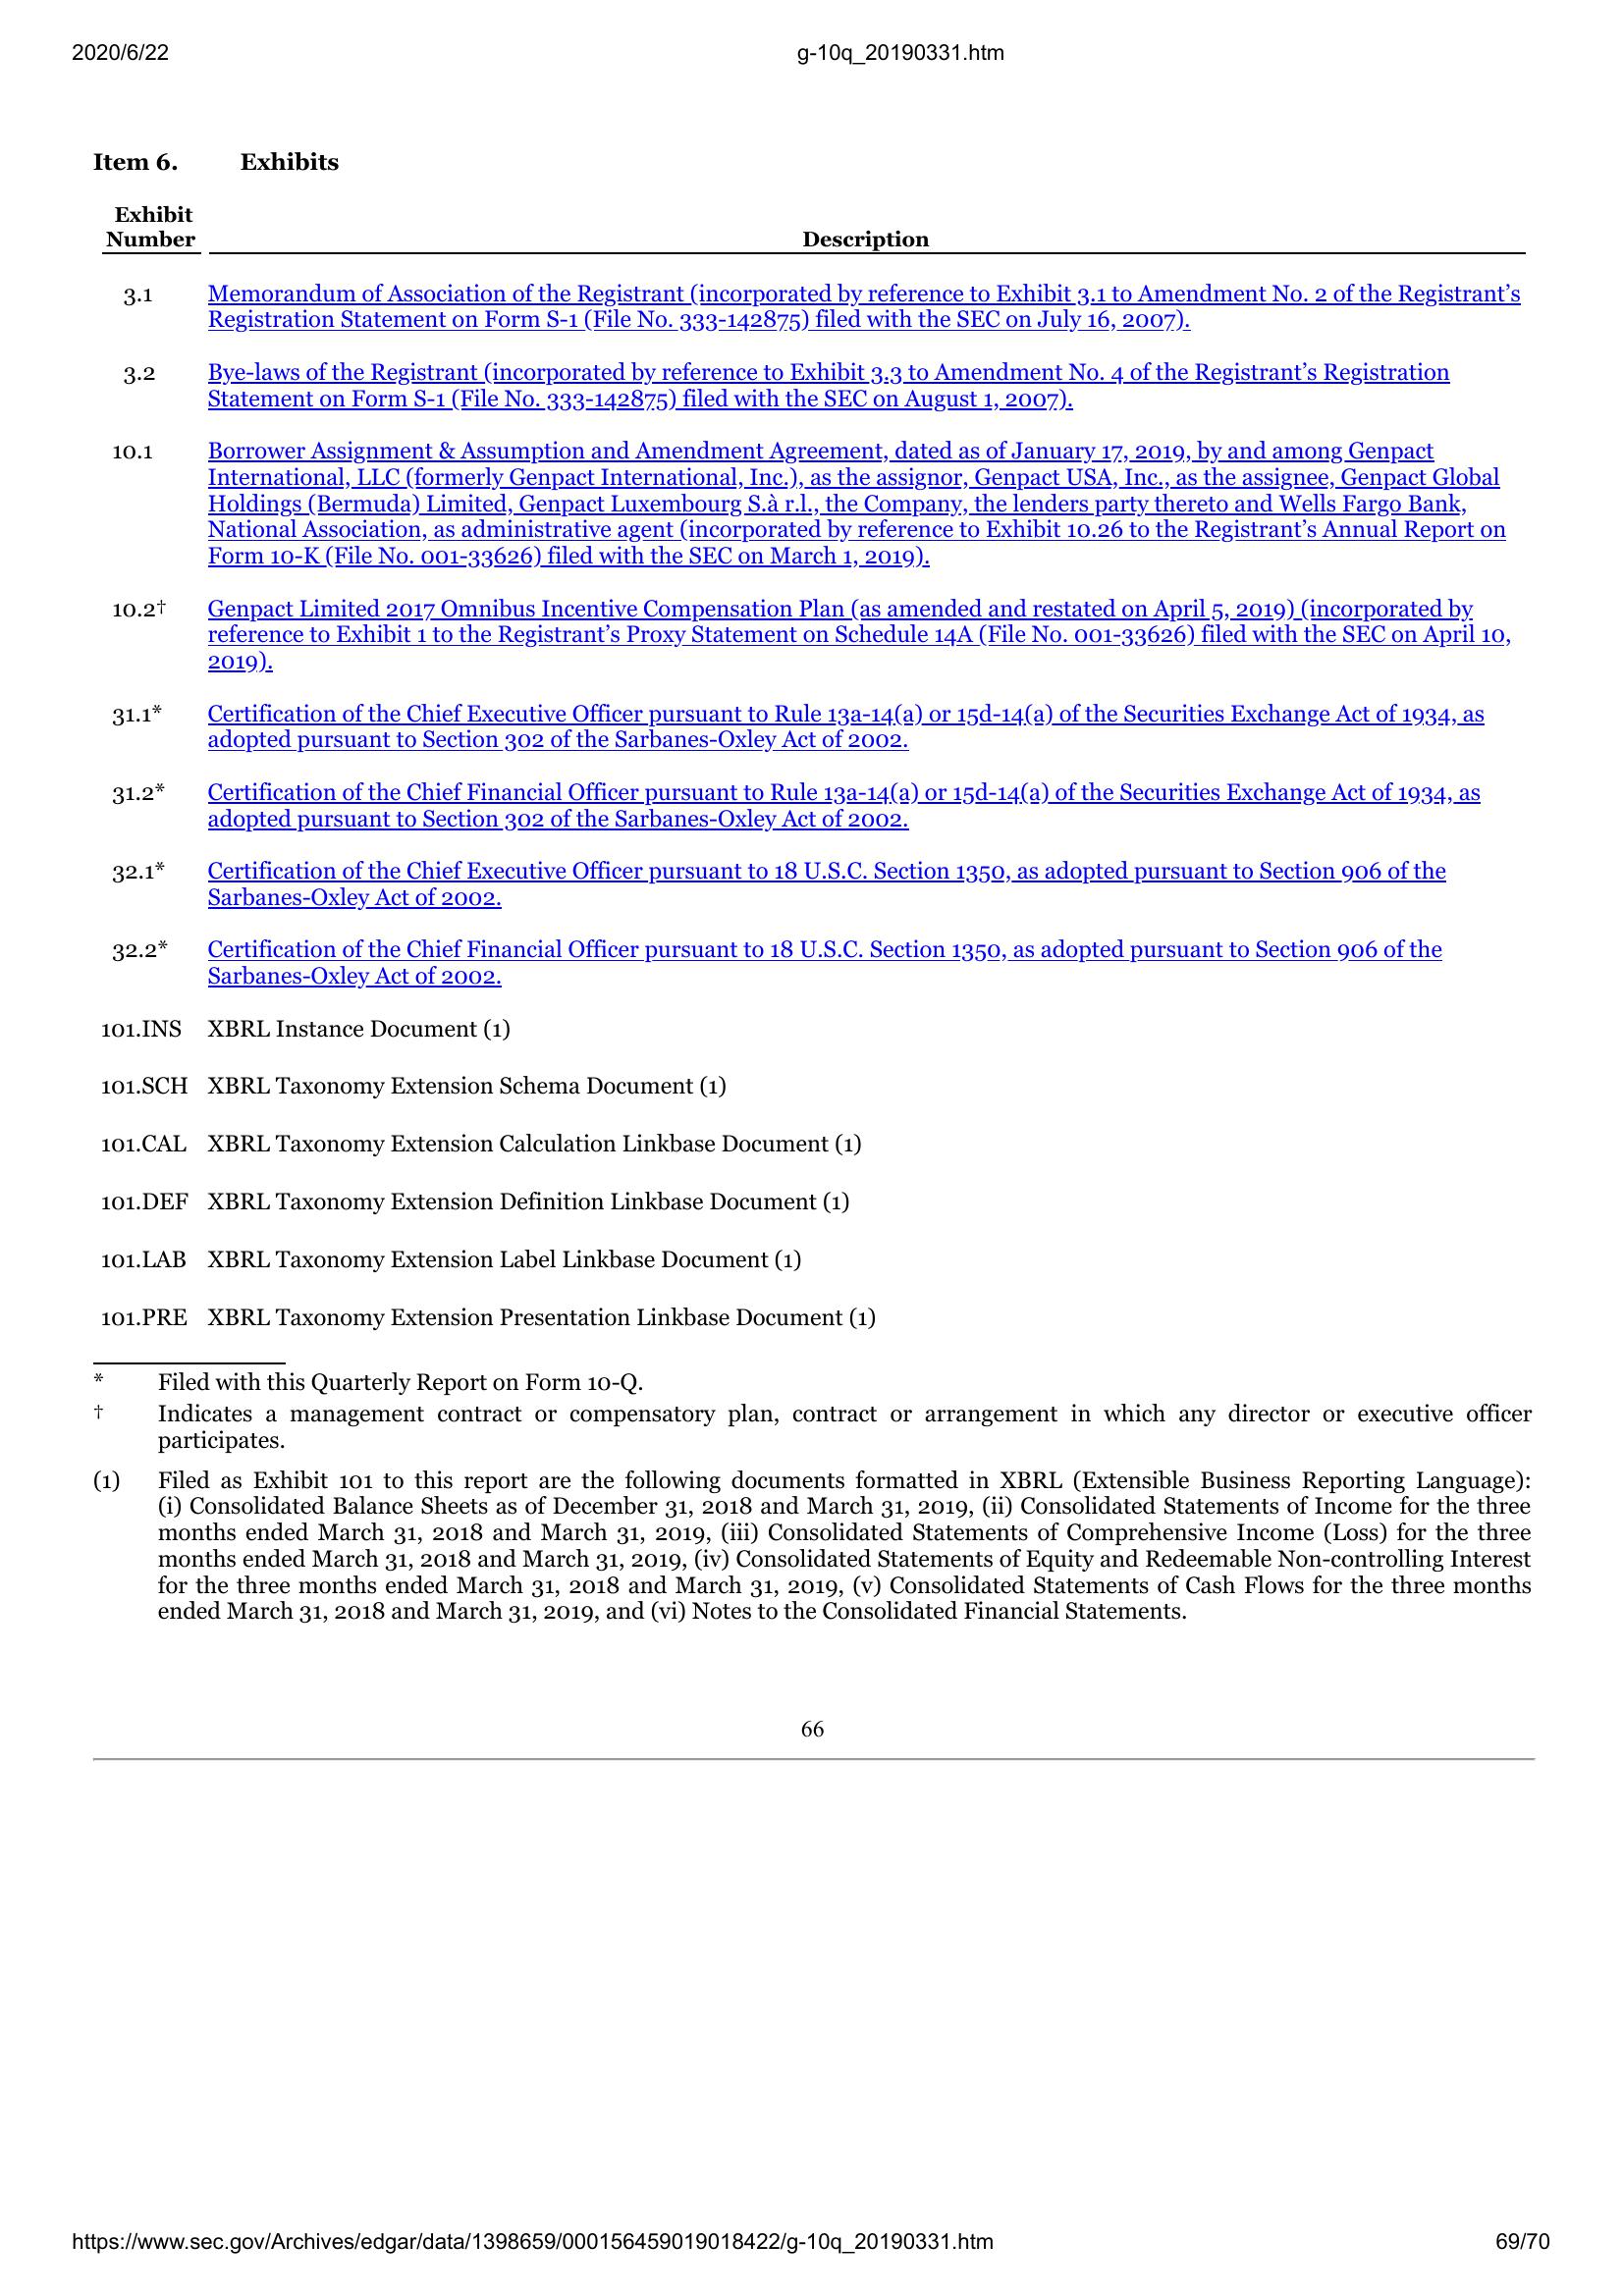 2020/6/22 g-10q_20190331.htm
Item 6. Exhibits
Exhibit
Number Description
3.1 Memorandum of Association of the Registrant (incorporated by reference to Exhibit 3.1 to Amendment No. 2 of the Registrant’s
Registration Statement on Form S-1 (File No. 333-142875) filed with the SEC on July 16, 2007).
3.2 Bye-laws of the Registrant (incorporated by reference to Exhibit 3.3 to Amendment No. 4 of the Registrant’s Registration
Statement on Form S-1 (File No. 333-142875) filed with the SEC on August 1, 2007).
10.1 Borrower Assignment & Assumption and Amendment Agreement, dated as of January 17, 2019, by and among Genpact
International, LLC (formerly Genpact International, Inc.), as the assignor, Genpact USA, Inc., as the assignee, Genpact Global
Holdings (Bermuda) Limited, Genpact Luxembourg S.à r.l., the Company, the lenders party thereto and Wells Fargo Bank,
National Association, as administrative agent (incorporated by reference to Exhibit 10.26 to the Registrant’s Annual Report on
Form 10-K (File No. 001-33626) filed with the SEC on March 1, 2019).
10.2† Genpact Limited 2017 Omnibus Incentive Compensation Plan (as amended and restated on April 5, 2019) (incorporated by
reference to Exhibit 1 to the Registrant’s Proxy Statement on Schedule 14A (File No. 001-33626) filed with the SEC on April 10,
2019).
31.1* Certification of the Chief Executive Officer pursuant to Rule 13a-14(a) or 15d-14(a) of the Securities Exchange Act of 1934, as
adopted pursuant to Section 302 of the Sarbanes-Oxley Act of 2002.
31.2* Certification of the Chief Financial Officer pursuant to Rule 13a-14(a) or 15d-14(a) of the Securities Exchange Act of 1934, as
adopted pursuant to Section 302 of the Sarbanes-Oxley Act of 2002.
32.1* Certification of the Chief Executive Officer pursuant to 18 U.S.C. Section 1350, as adopted pursuant to Section 906 of the
Sarbanes-Oxley Act of 2002.
32.2* Certification of the Chief Financial Officer pursuant to 18 U.S.C. Section 1350, as adopted pursuant to Section 906 of the
Sarbanes-Oxley Act of 2002.
101.INS XBRL Instance Document (1)
101.SCH XBRL Taxonomy Extension Schema Document (1)
101.CAL XBRL Taxonomy Extension Calculation Linkbase Document (1)
101.DEF XBRL Taxonomy Extension Definition Linkbase Document (1)
101.LAB XBRL Taxonomy Extension Label Linkbase Document (1)
101.PRE XBRL Taxonomy Extension Presentation Linkbase Document (1)
* Filed with this Quarterly Report on Form 10-Q.
† Indicates a management contract or compensatory plan, contract or arrangement in which any director or executive officer
participates.
(1) Filed as Exhibit 101 to this report are the following documents formatted in XBRL (Extensible Business Reporting Language):
(i) Consolidated Balance Sheets as of December 31, 2018 and March 31, 2019, (ii) Consolidated Statements of Income for the three
months ended March 31, 2018 and March 31, 2019, (iii) Consolidated Statements of Comprehensive Income (Loss) for the three
months ended March 31, 2018 and March 31, 2019, (iv) Consolidated Statements of Equity and Redeemable Non-controlling Interest
for the three months ended March 31, 2018 and March 31, 2019, (v) Consolidated Statements of Cash Flows for the three months
ended March 31, 2018 and March 31, 2019, and (vi) Notes to the Consolidated Financial Statements.
66
https://www.sec.gov/Archives/edgar/data/1398659/000156459019018422/g-10q_20190331.htm 69/70